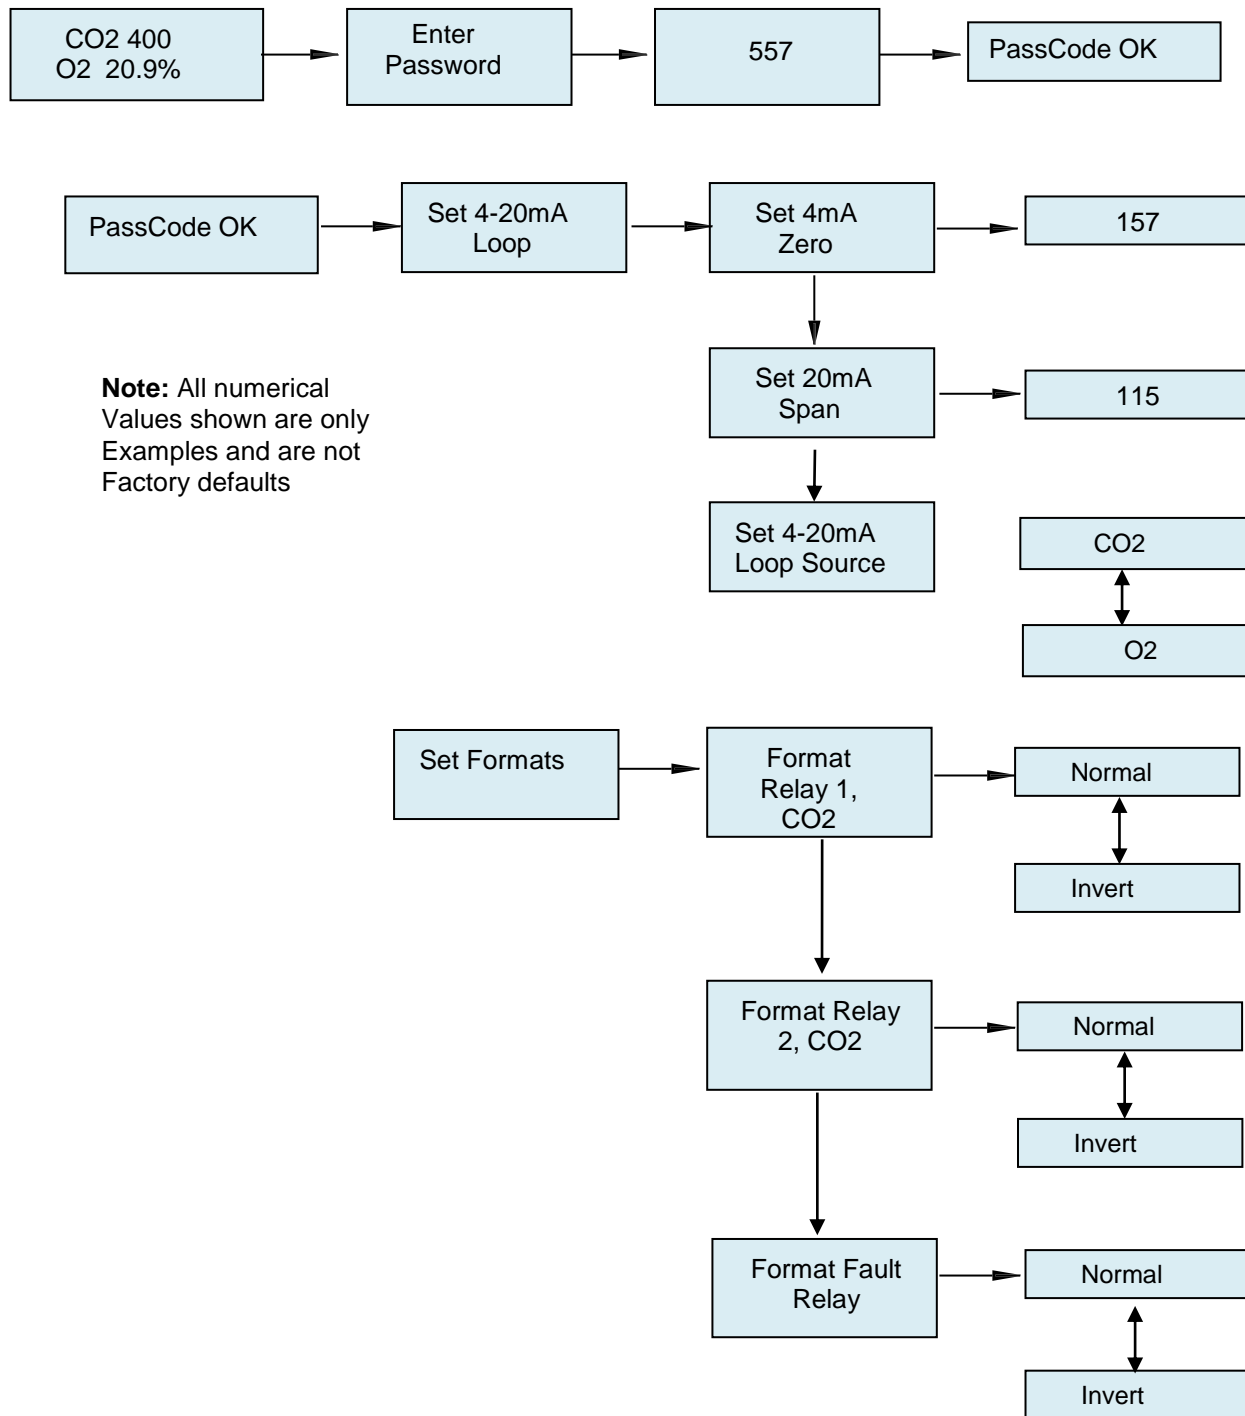 CO2 400
O2 20.9%
Enter
Password
557
PassCode OK
PassCode OK
Set 4-20mA
Loop
Set 4mA
Zero
157
Set 20mA
Span
115
Note: All numerical
Values shown are only
Examples and are not
Factory defaults
Set 4-20mA
Loop Source
CO2
O2
Set Formats
Format
Relay 1,
CO2
Normal
Invert
Format Relay
2, CO2
Normal
Invert
Format Fault
Relay
Normal
Invert